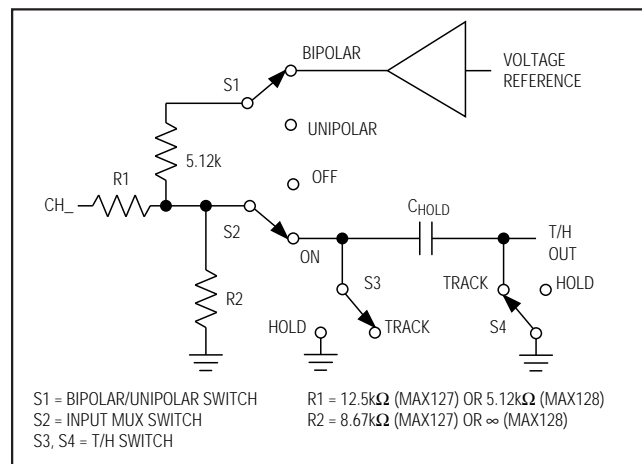 BIPOLAR
VOLTAGE
REFERENCE
S1
UNIPOLAR
5.12k
OFF
R1
CH_
S2
CHOLD
T/H
OUT
ON
S3
TRACK
HOLD
R2
HOLD
TRACK
S4
S1 = BIPOLAR/UNIPOLAR SWITCH
S2 = INPUT MUX SWITCH
S3, S4 = T/H SWITCH
R1 = 12.5kΩ (MAX127) OR 5.12kΩ (MAX128)
R2 = 8.67kΩ (MAX127) OR ∞ (MAX128)